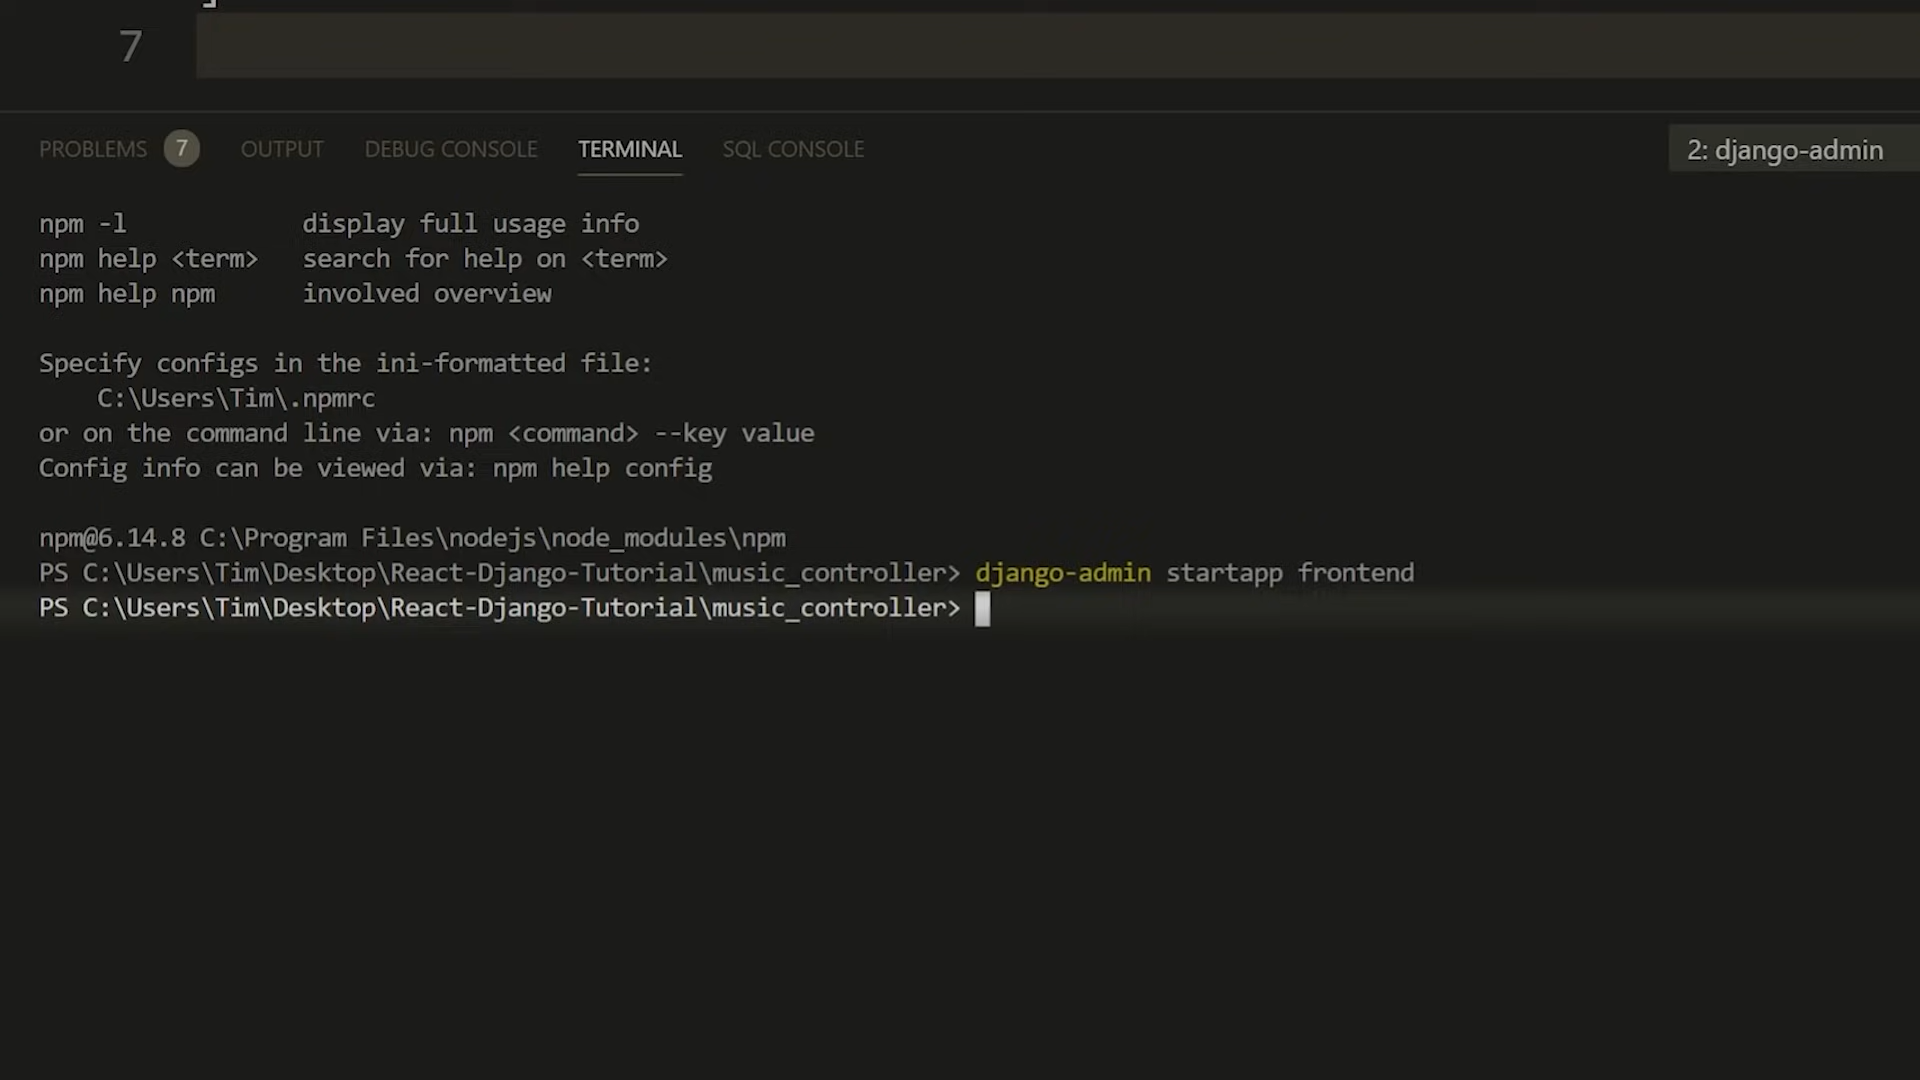 7
PROBLEMS 7 OUTPUT DEBUG CONSOLE TERMINAL SQL CONSOLE 2: django-admin
npm -l display full usage info
npm help <term> search for help on <term>
npm help npm involved overview
Specify configs in the ini-formatted file:
C:\Users\Tim\.npmrc
or on the command line via: npm <command> --key value
Config info can be viewed via: npm help config
npm@6.14.8 C:\Program Files\nodejs\node_modules\npm
PS C:\Users\Tim\Desktop\React-Django-Tutorial\music_controller> django-admin startapp frontend
PS C:\Users\Tim\Desktop\React-Django-Tutorial\music_controller>